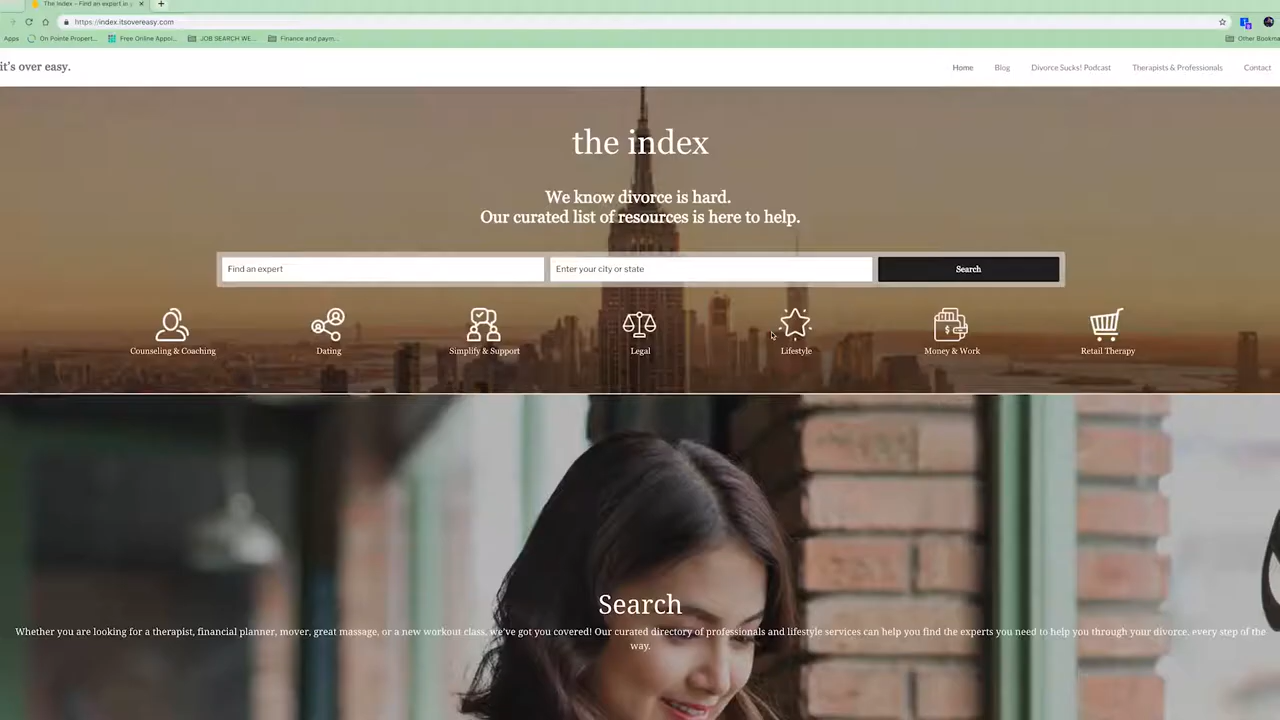 The Index – Find an expert in
https://index.itsovereasy.com
Apps On Pointe Propert... Free Online Appoi... JOB SEARCH WE... Finance and paym... Other Bookma
it's over easy. Home Blog Divorce Sucks! Podcast Therapists & Professionals Contact
the index
We know divorce is hard.
Our curated list of resources is here to help.
Find an expert Enter your city or state Search
Counseling & Coaching Dating Simplify & Support Legal Lifestyle Money & Work Retail Therapy
Search
Whether you are looking for a therapist, financial planner, mover, great massage, or a new workout class, we've got you covered! Our curated directory of professionals and lifestyle services can help you find the experts you need to help you through your divorce, every step of the
way.